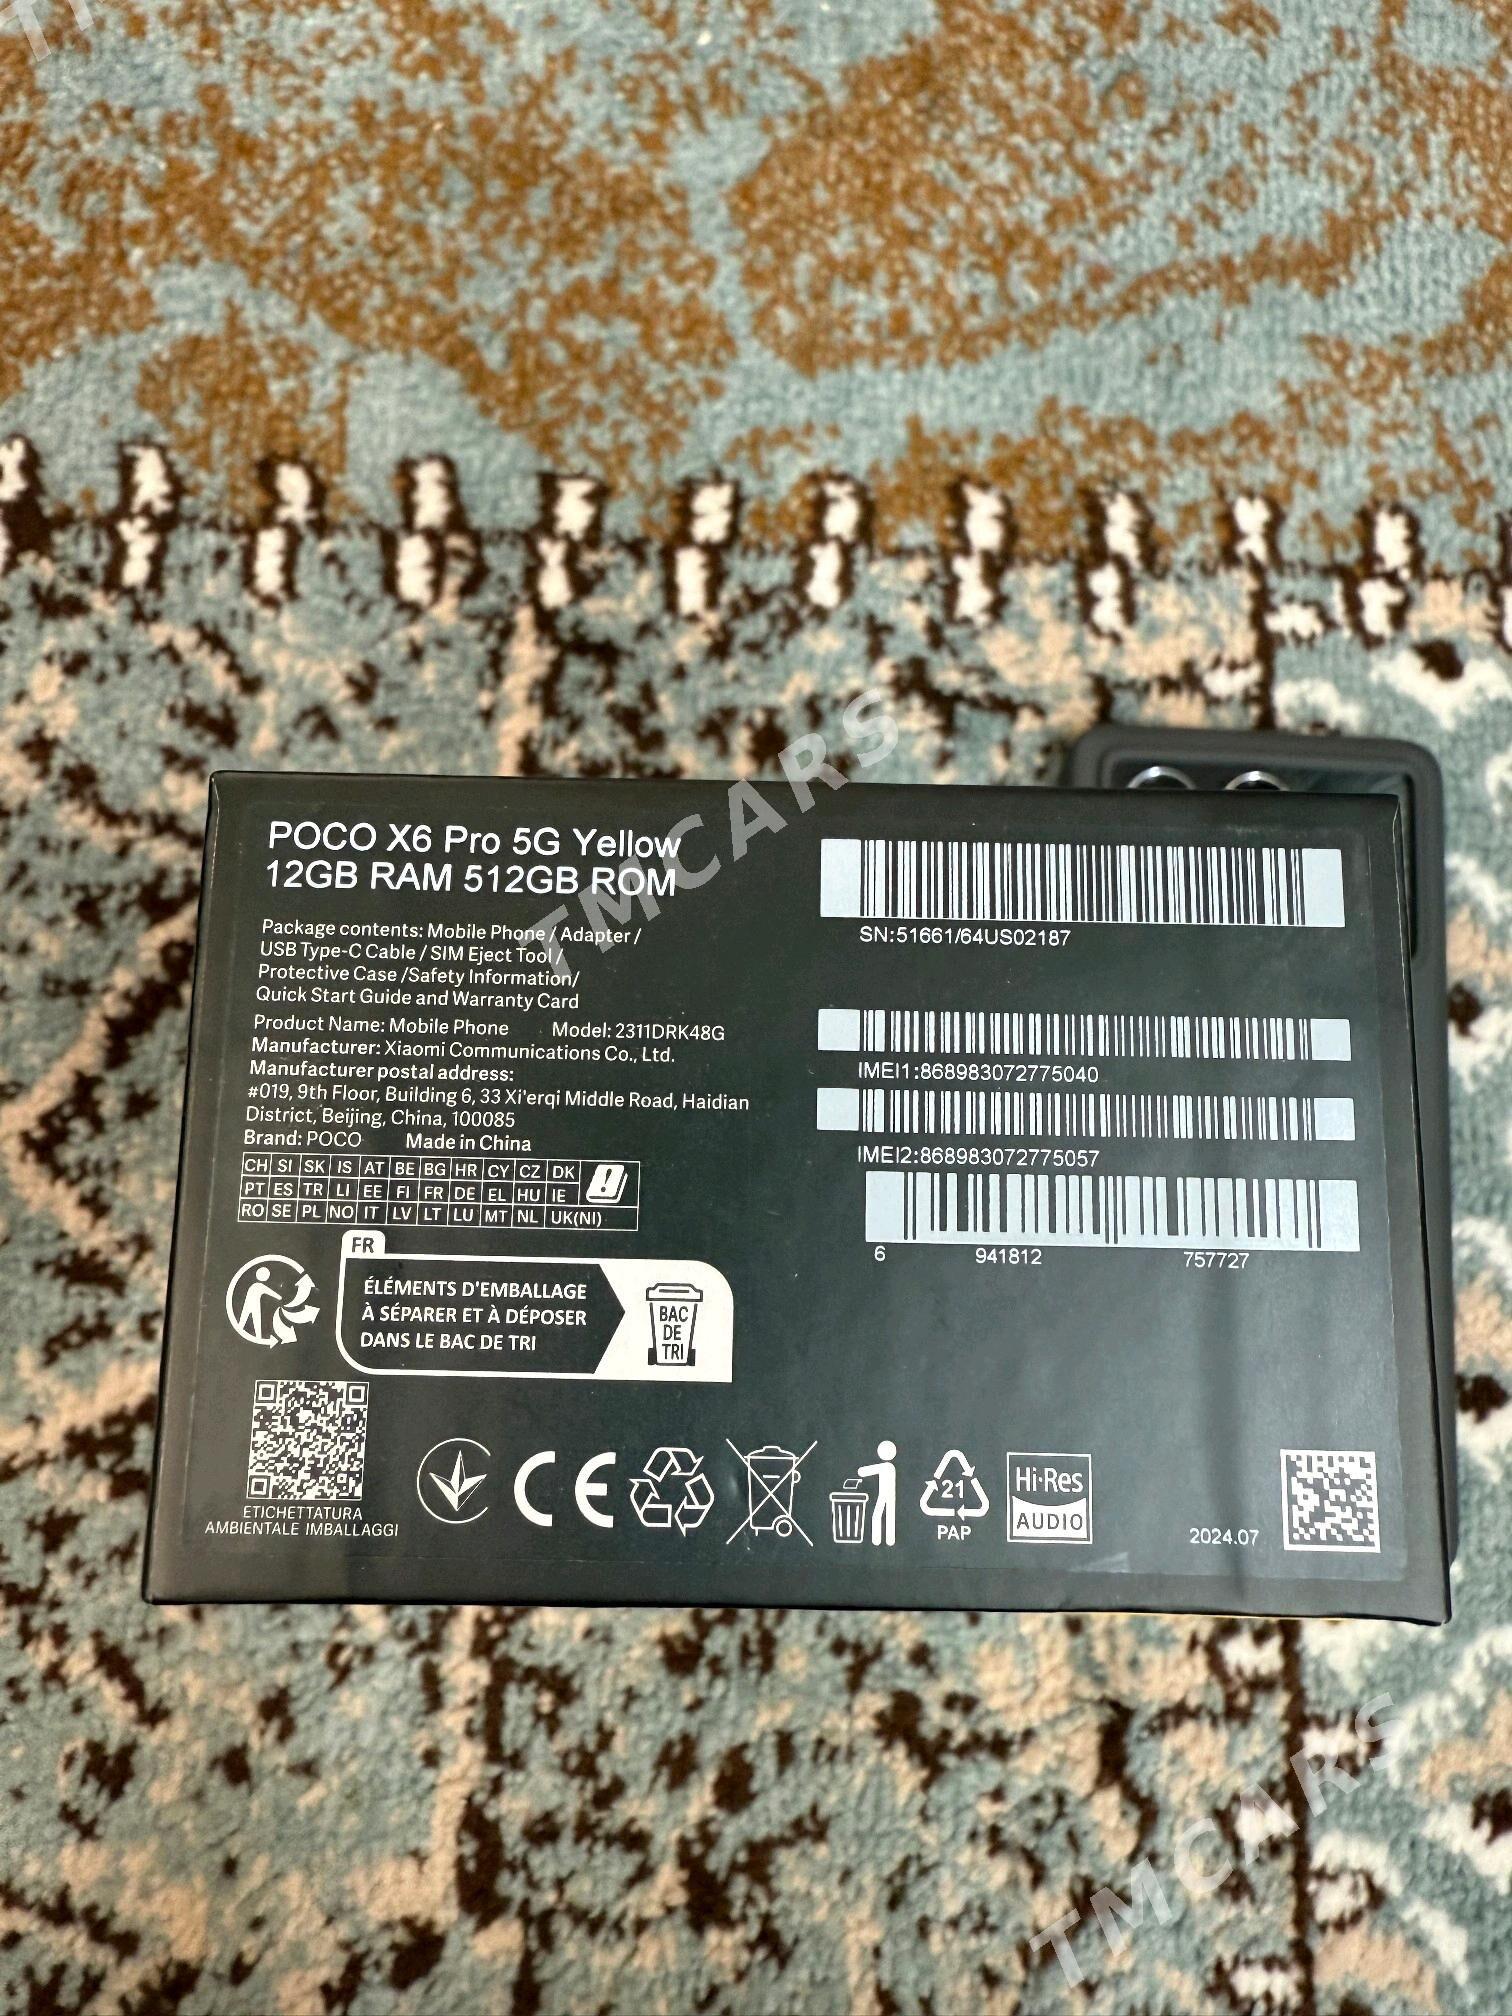 POCO X6 Pro 5G Yellow
12GB RAM 512GB ROM
Package contents: Mobile Phone / Adapter /
USB Type-C Cable / SIM Eject Tool /
Protective Case /Safety Information/
Quick Start Guide and Warranty Card
Product Name: Mobile Phone Model: 2311DRK48G
Manufacturer: Xiaomi Communications Co., Ltd.
Manufacturer postal address:
#019, 9th Floor, Building 6, 33 Xi'erqi Middle Road, Haidian
District, Beijing, China, 100085
Brand: POCO Made in China
CH SI SK IS AT BE BG HR CY CZ DK
PT ES TR LI EE FI FR DE EL HU IE
RO SE PL NO IT LV LT LU MT NL UK(NI)
FR
ÉLÉMENTS D'EMBALLAGE
À SÉPARER ET À DÉPOSER
DANS LE BAC DE TRI
BAC
DE
TRI
ETICHETTATURA
AMBIENTALE IMBALLAGGI
CE
21
PAP
Hi-Res
AUDIO
2024.07
SN:51661/64US02187
IMEI1:868983072775040
IMEI2:868983072775057
6 941812 757727
TMCARS
TMCARS